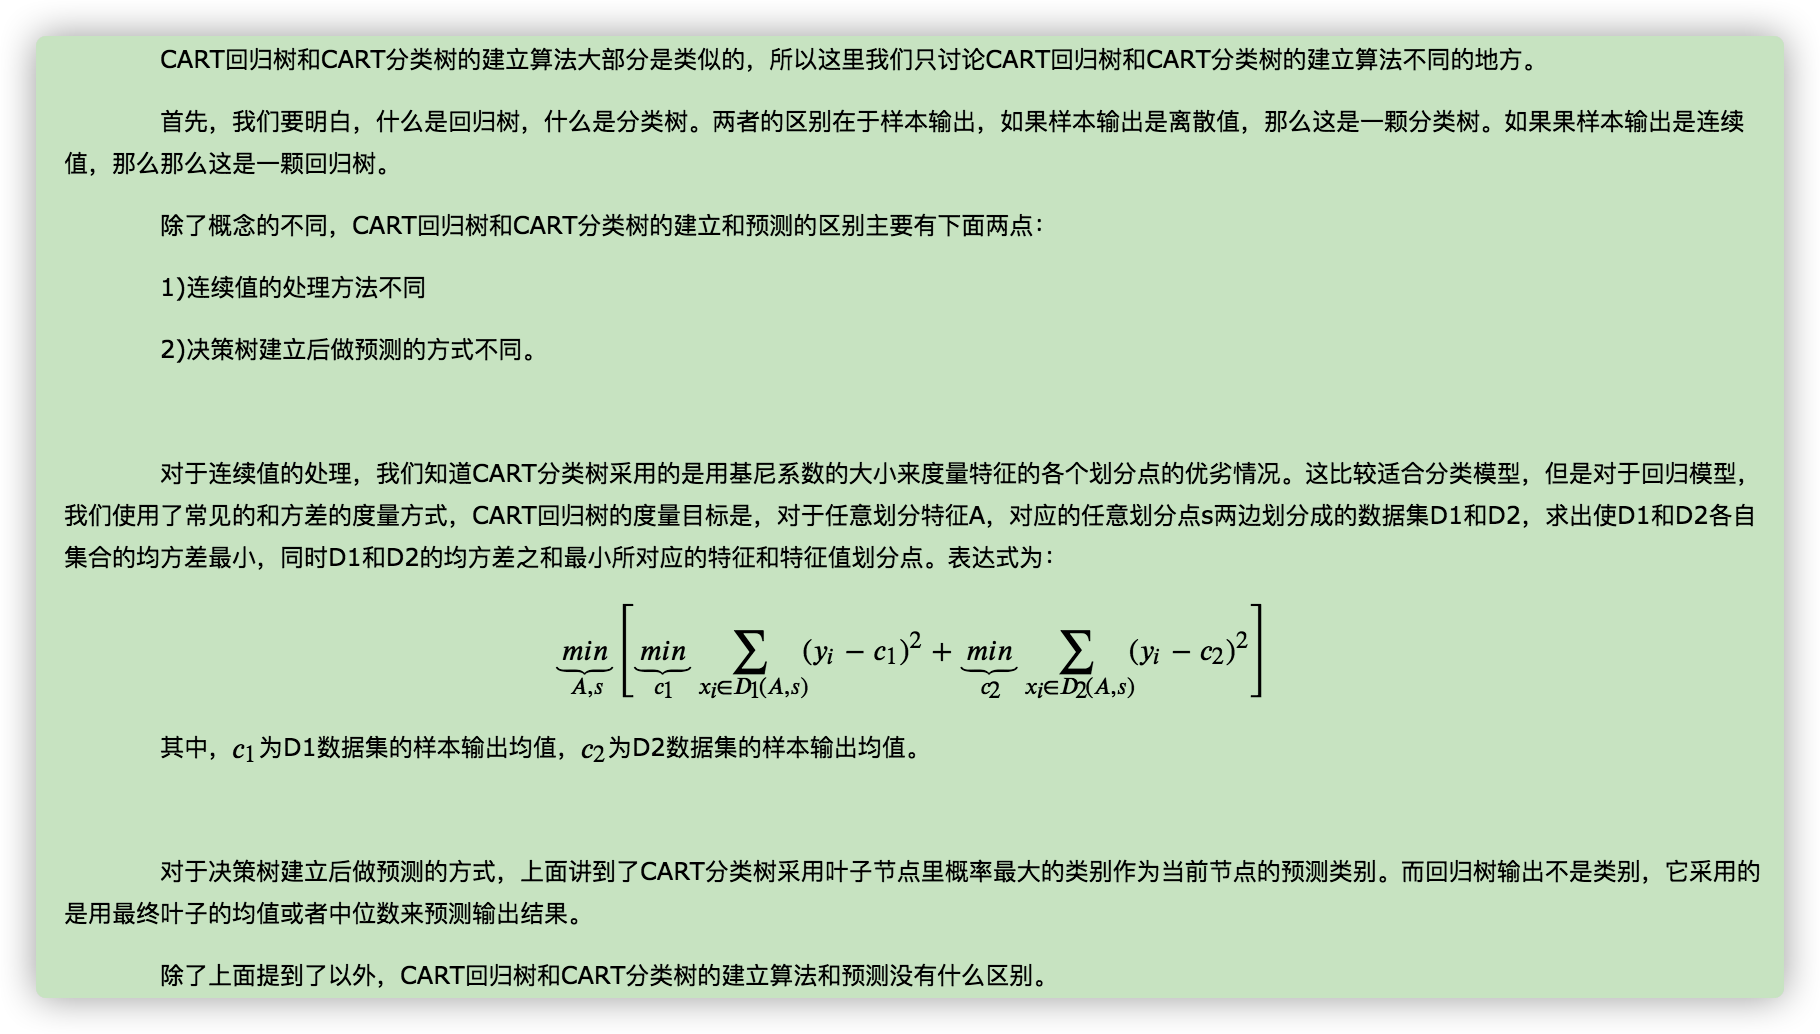 CART回归树和CART分类树的建立算法大部分是类似的，所以这里我们只讨论CART回归树和CART分类树的建立算法不同的地方。
首先，我们要明白，什么是回归树，什么是分类树。两者的区别在于样本输出，如果样本输出是离散值，那么这是一颗分类树。如果果样本输出是连续
值，那么那么这是一颗回归树。
除了概念的不同，CART回归树和CART分类树的建立和预测的区别主要有下面两点：
1)连续值的处理方法不同
2)决策树建立后做预测的方式不同。
对于连续值的处理，我们知道CART分类树采用的是用基尼系数的大小来度量特征的各个划分点的优劣情况。这比较适合分类模型，但是对于回归模型，
我们使用了常见的和方差的度量方式，CART回归树的度量目标是，对于任意划分特征A，对应的任意划分点s两边划分成的数据集D1和D2，求出使D1和D2各自
集合的均方差最小，同时D1和D2的均方差之和最小所对应的特征和特征值划分点。表达式为：
$\underbrace{min}_{A,s}\left[\underbrace{min}_{c_1}\sum_{x_i \in D_1(A,s)}(y_i - c_1)^2 + \underbrace{min}_{c_2}\sum_{x_i \in D_2(A,s)}(y_i - c_2)^2\right]$
其中，c1为D1数据集的样本输出均值，c2为D2数据集的样本输出均值。
对于决策树建立后做预测的方式，上面讲到了CART分类树采用叶子节点里概率最大的类别作为当前节点的预测类别。而回归树输出不是类别，它采用的
是用最终叶子的均值或者中位数来预测输出结果。
除了上面提到了以外，CART回归树和CART分类树的建立算法和预测没有什么区别。